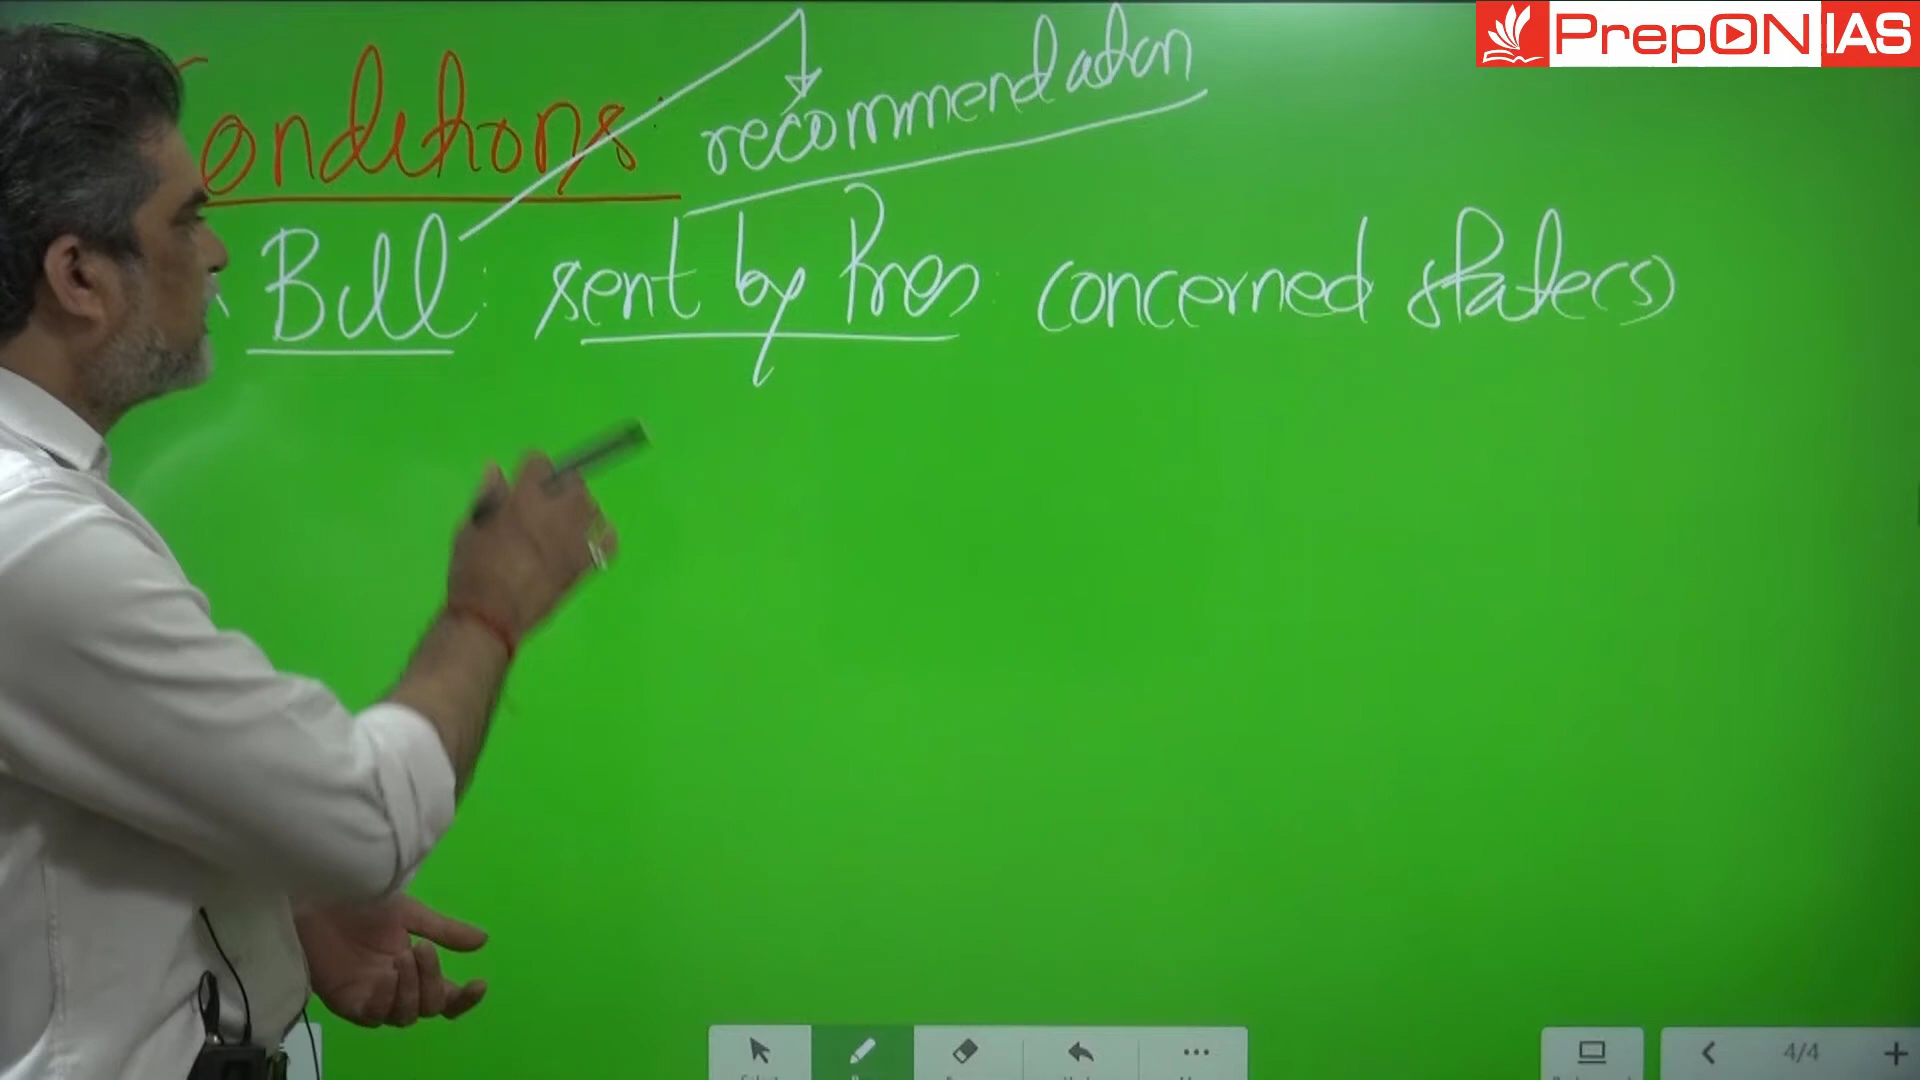 PrepON IAS
Conditions: recommendation
Bill: sent by Pres concerned state(s)
4/4